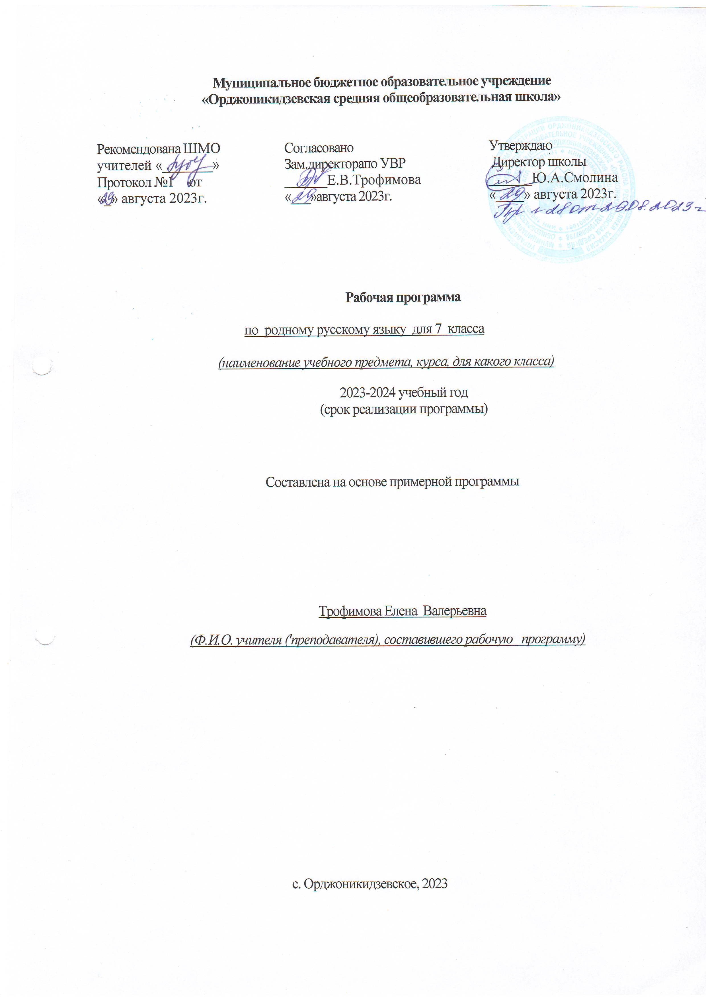 Муниципальное бюджетное образовательное учреждение
«Орджоникидзевская средняя общеобразовательная школа»
Рекомендована ШМО
учителей «_______»
Протокол №1 от
«29» августа 2023г.
Согласовано
Зам.директорапо УВР
______Е.В.Трофимова
«29»августа 2023г.
Утверждаю
Директор школы
______Ю.А.Смолина
«29» августа 2023г.
Пр № 28 от 29.08.2023 г
Рабочая программа
по родному русскому языку для 7 класса
(наименование учебного предмета, курса, для какого класса)
2023-2024 учебный год
(срок реализации программы)
Составлена на основе примерной программы
Трофимова Елена Валерьевна
(Ф.И.О. учителя ('преподавателя), составившего рабочую программу)
с. Орджоникидзевское, 2023